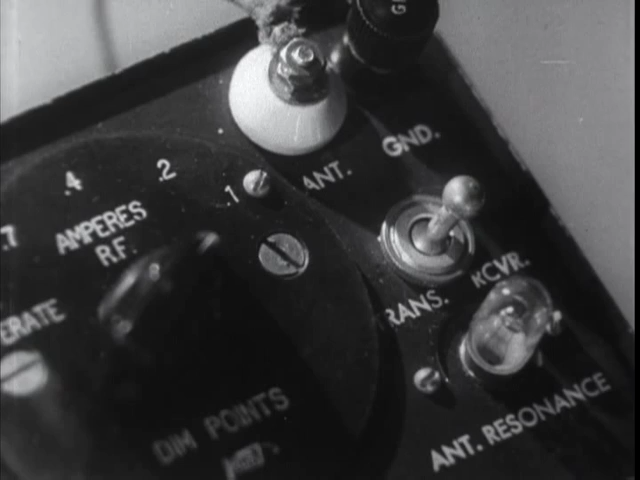 ANT.
GND.
.1
.2
.4
.7
AMPERES
R.F.
RANS.
RCVR.
ERATE
DIM POINTS
ANT. RESONANCE